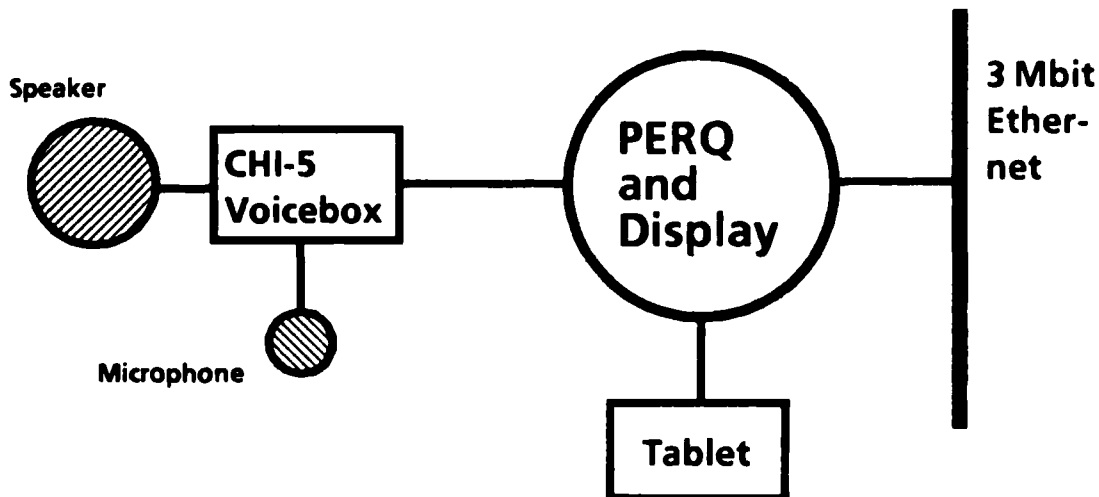 Speaker
CHI-5
Voicebox
Microphone
PERQ
and
Display
Tablet
3 Mbit
Ether-
net